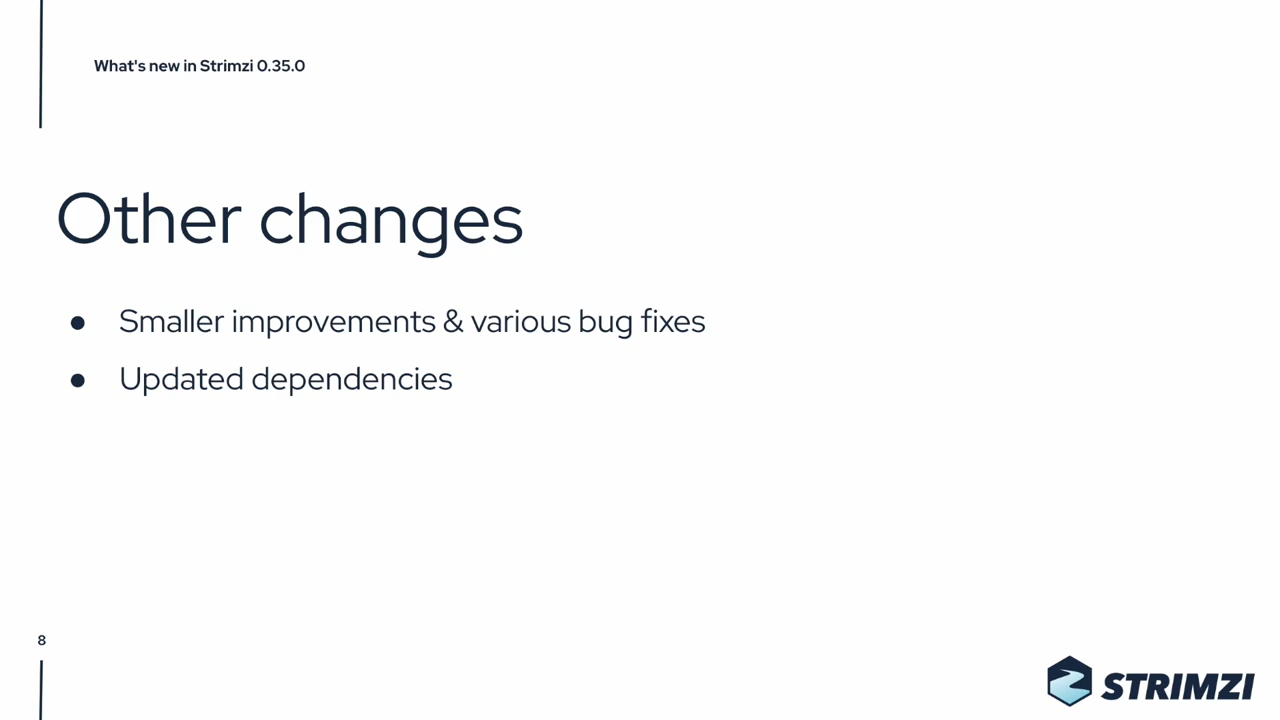 What's new in Strimzi 0.35.0
Other changes
● Smaller improvements & various bug fixes
● Updated dependencies
8
STRIMZI